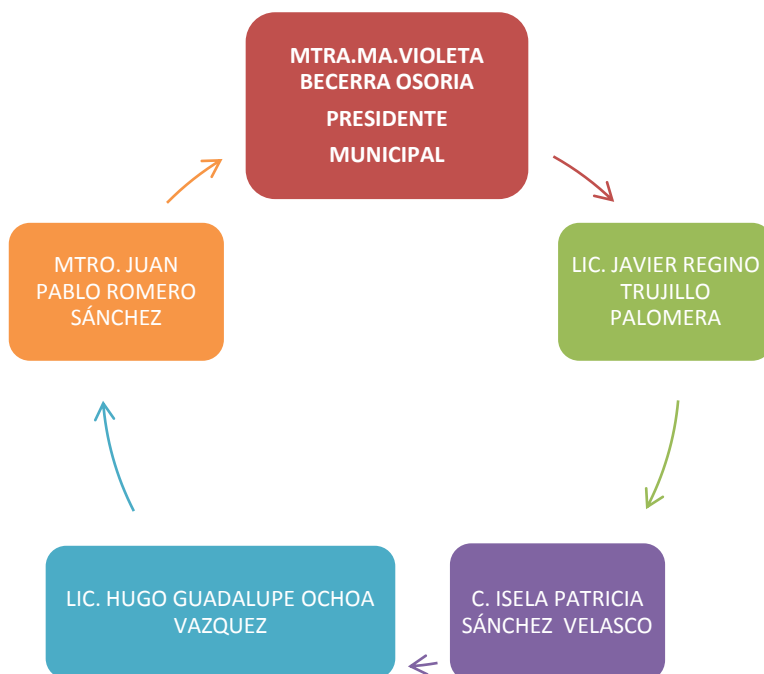 MTRA.MA.VIOLETA
BECERRA OSORIA
PRESIDENTE
MUNICIPAL
LIC. JAVIER REGINO
TRUJILLO
PALOMERA
C. ISELA PATRICIA
SÁNCHEZ  VELASCO
LIC. HUGO GUADALUPE OCHOA
VAZQUEZ
MTRO. JUAN
PABLO ROMERO
SÁNCHEZ